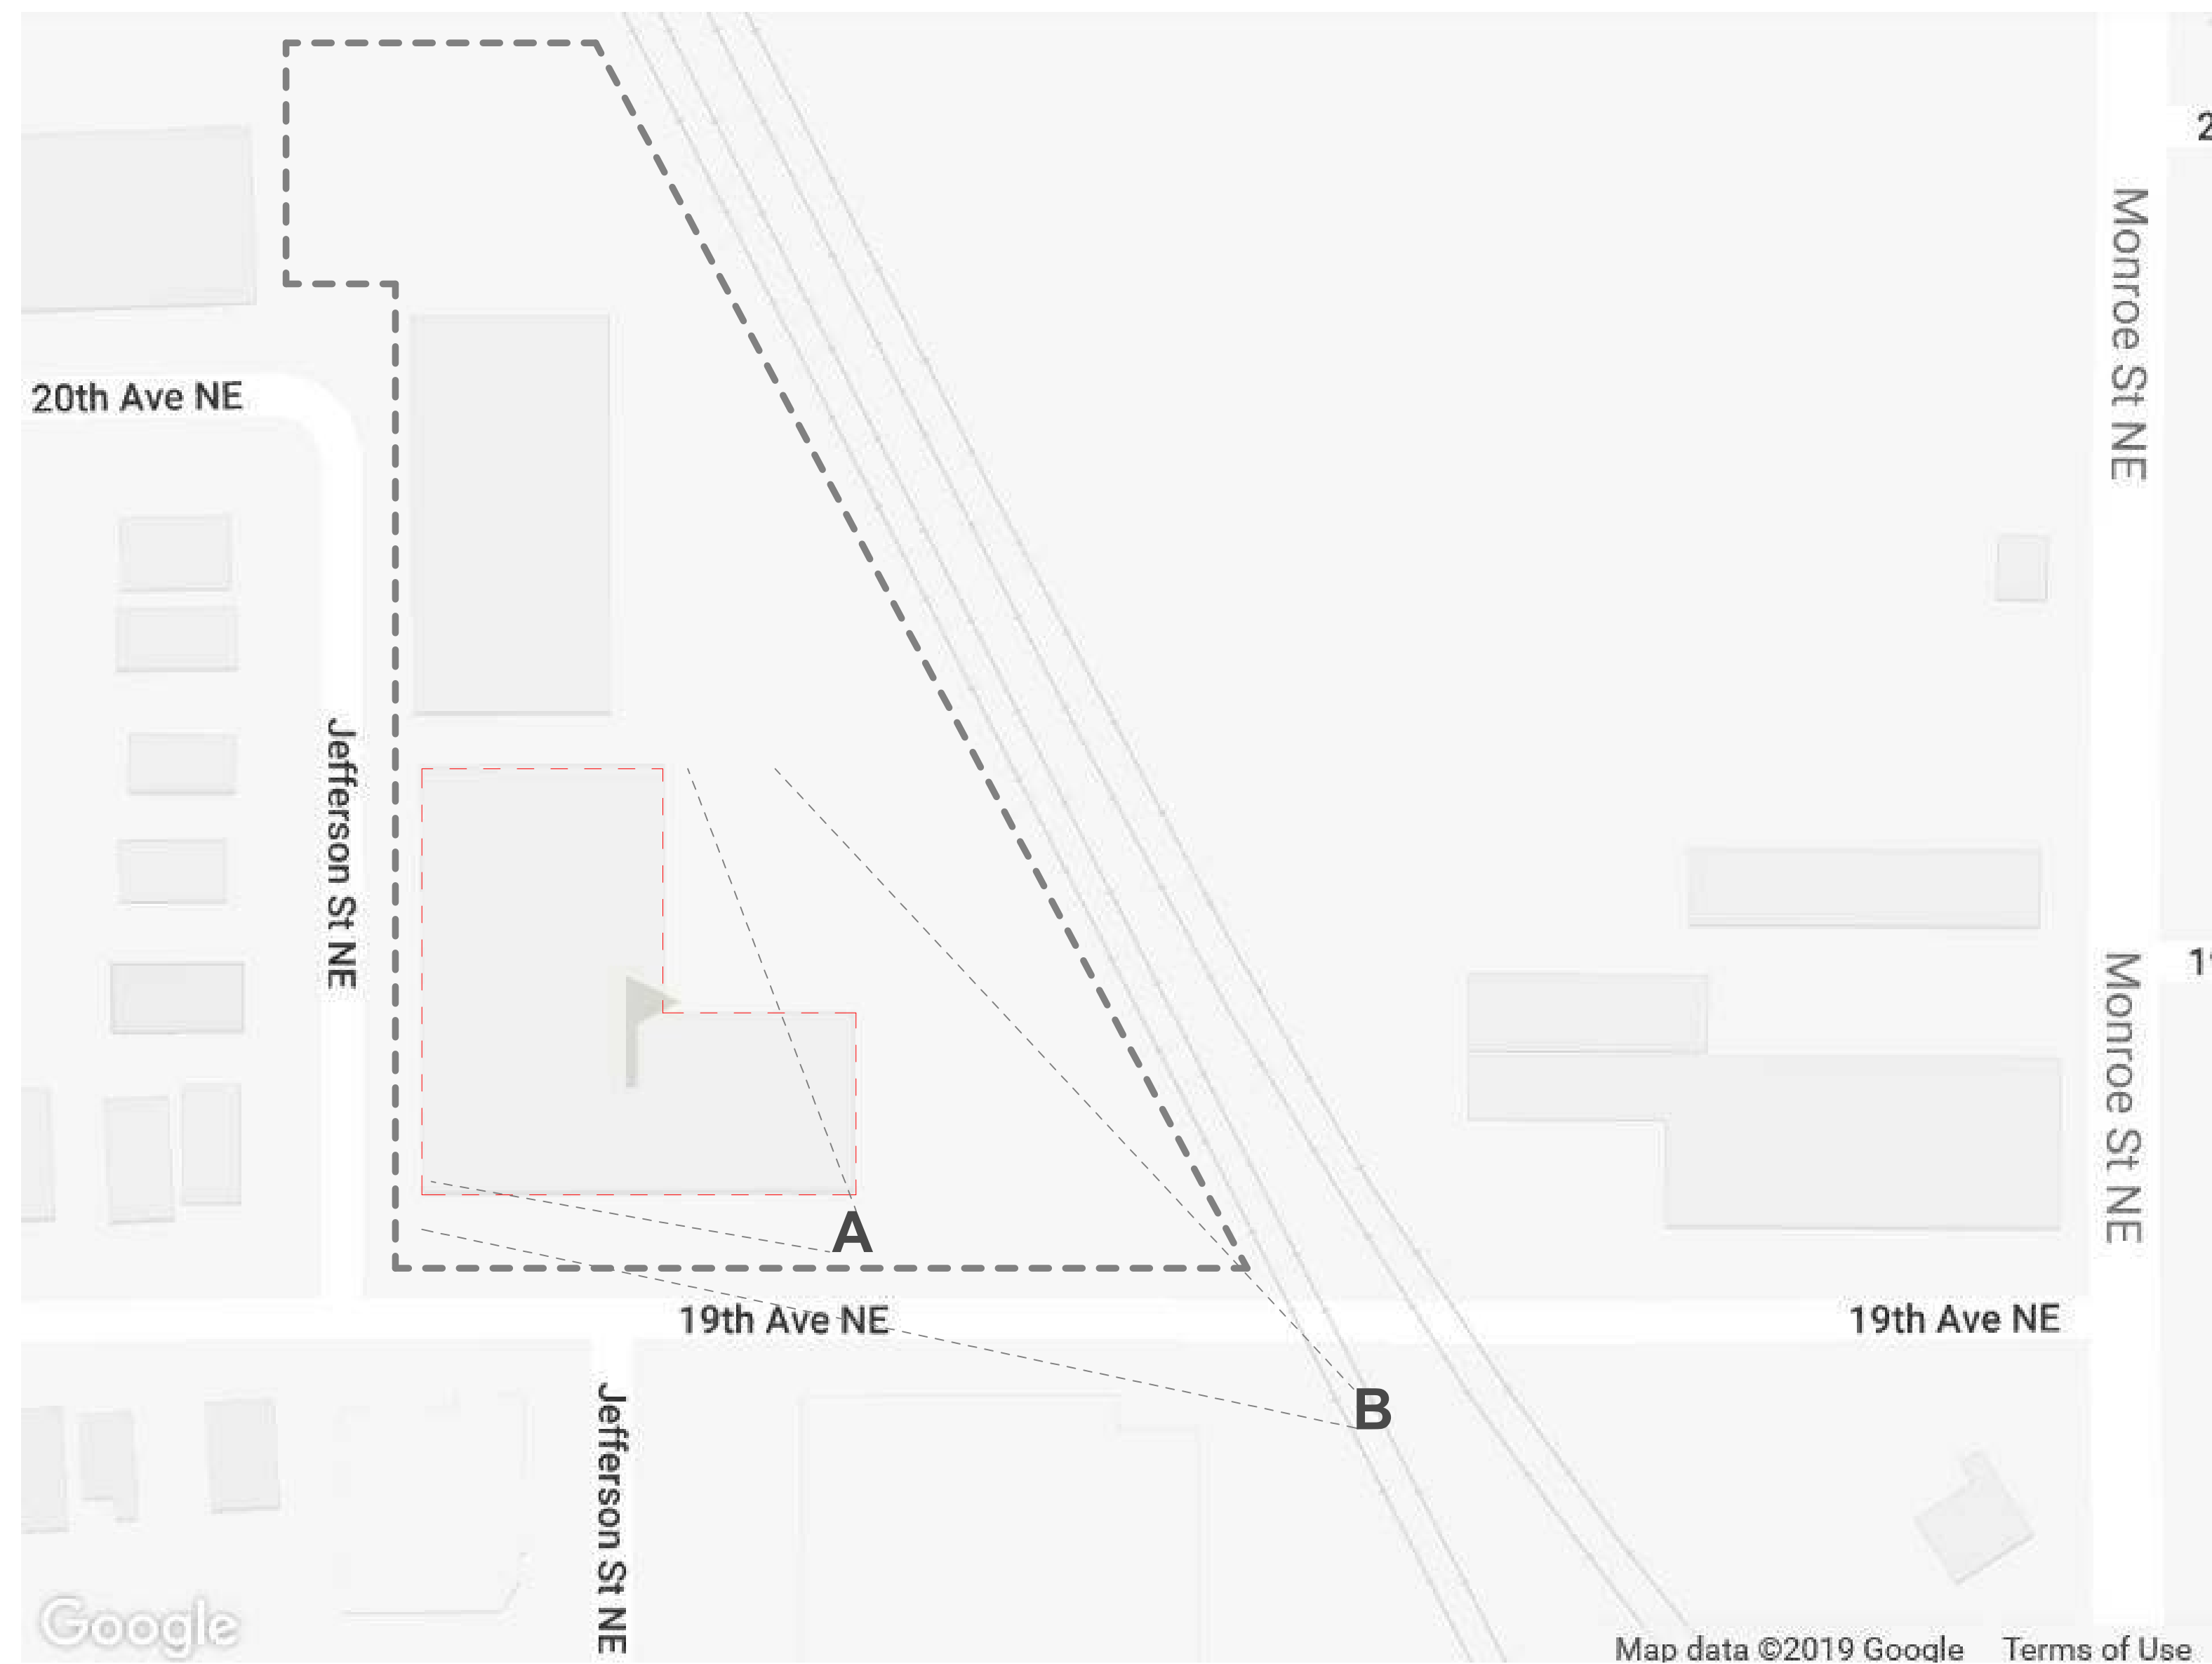 2
Monroe St NE
20th Ave NE
Jefferson St NE
Monroe St NE
A
19th Ave NE
19th Ave NE
B
Jefferson St NE
Google
Map data ©2019 Google
Terms of Use